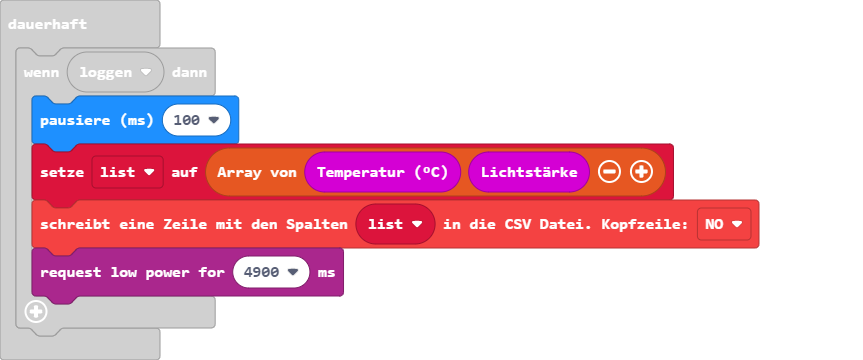 dauerhaft
wenn loggen dann
pausiere (ms) 100
setze list auf Array von Temperatur (ºC) Lichtstärke
schreibt eine Zeile mit den Spalten list in die CSV Datei. Kopfzeile: NO
request low power for 4900 ms